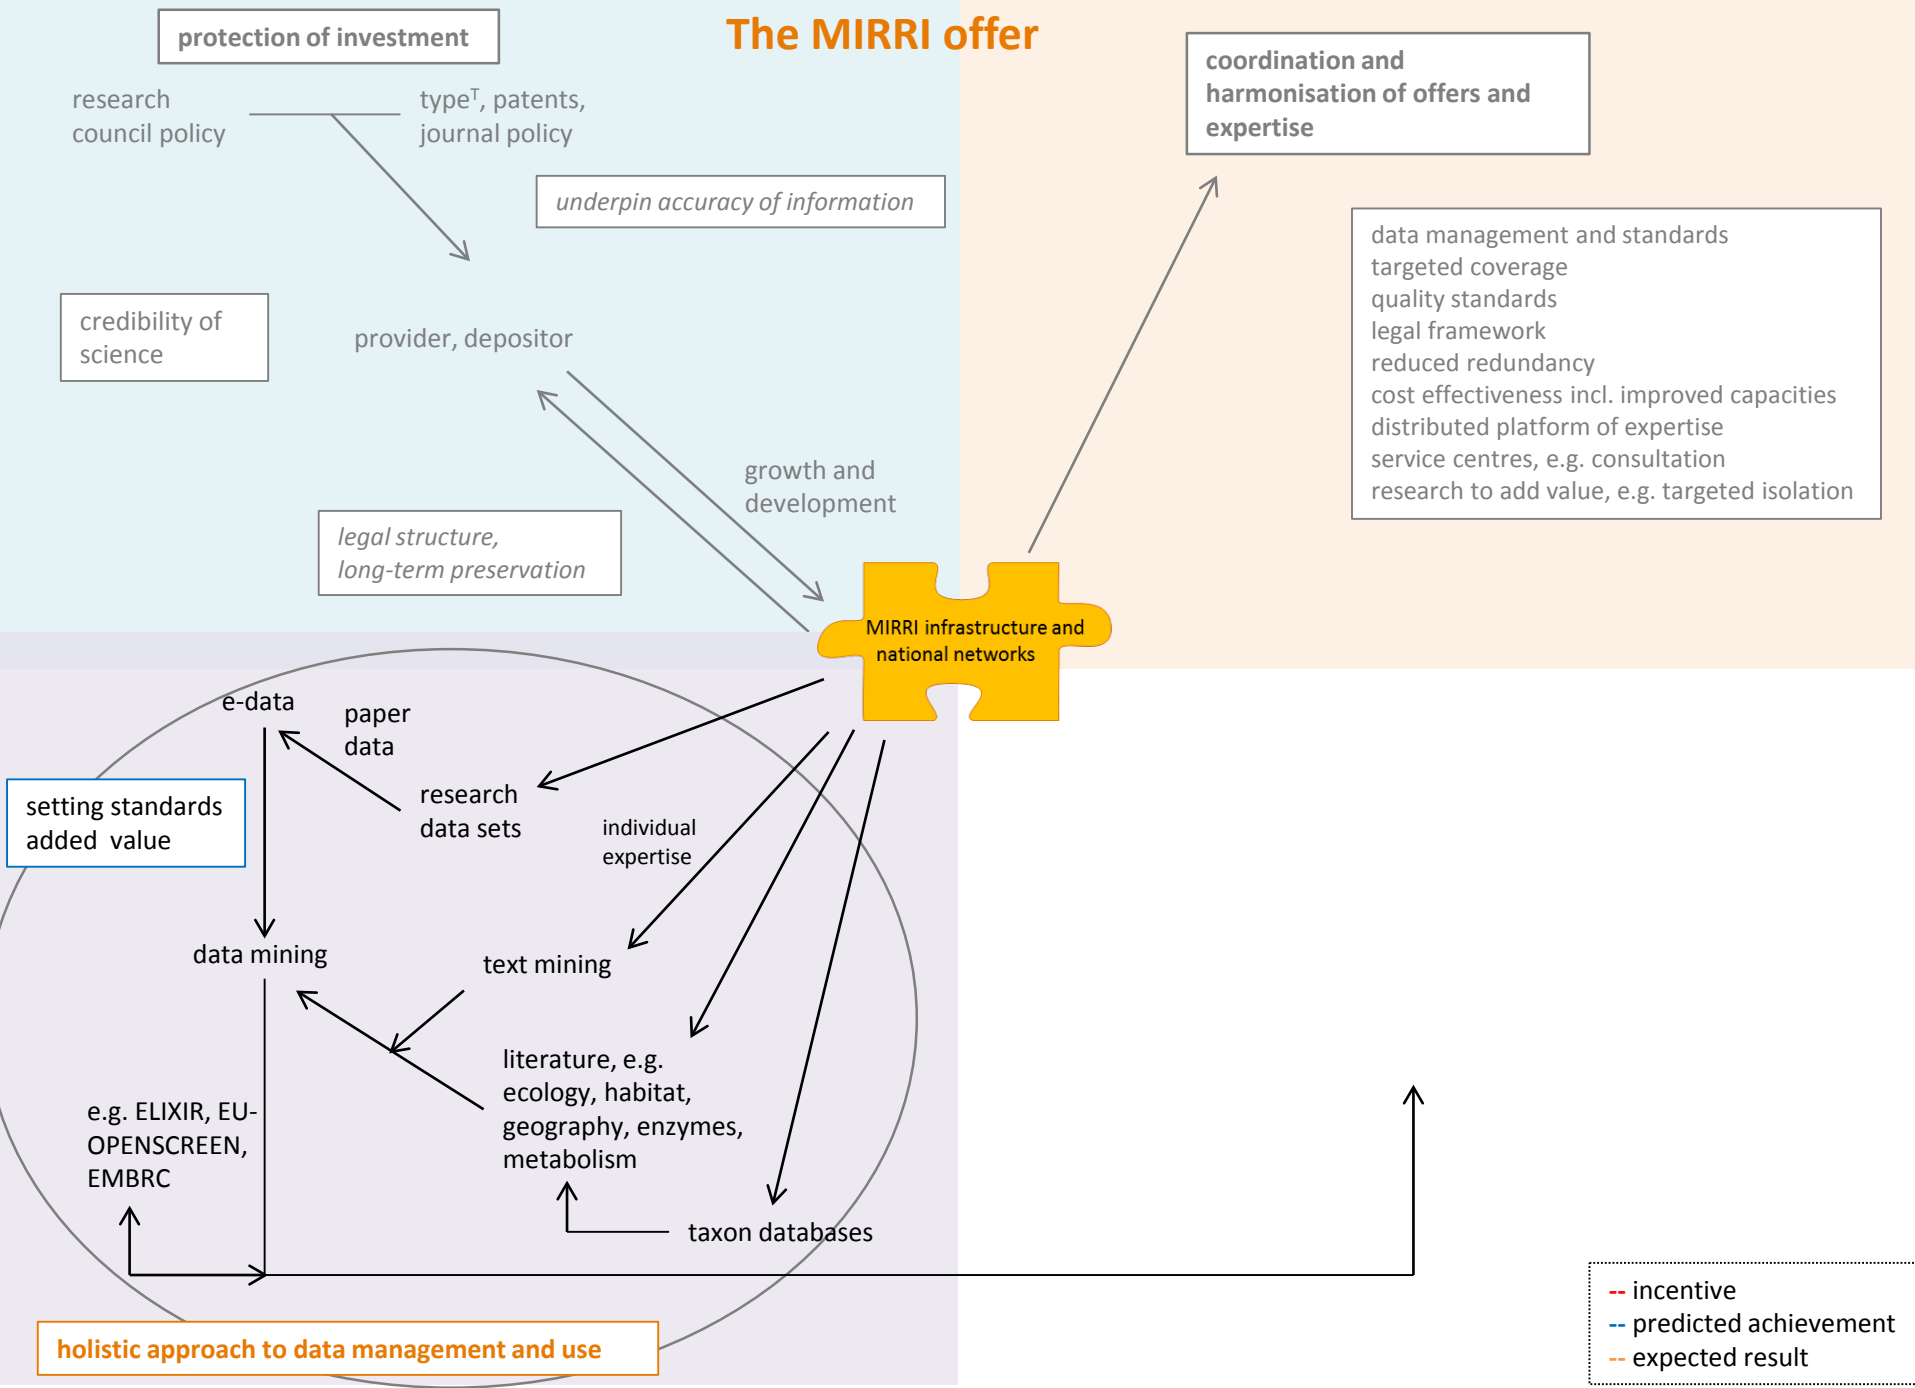 The MIRRI offer
protection of investment
research
council policy
typeᵀ, patents,
journal policy
underpin accuracy of information
credibility of
science
provider, depositor
growth and
development
legal structure,
long-term preservation
coordination and
harmonisation of offers and
expertise
data management and standards
targeted coverage
quality standards
legal framework
reduced redundancy
cost effectiveness incl. improved capacities
distributed platform of expertise
service centres, e.g. consultation
research to add value, e.g. targeted isolation
MIRRI infrastructure and
national networks
e-data
paper
data
setting standards
added value
research
data sets
individual
expertise
data mining
text mining
literature, e.g.
ecology, habitat,
geography, enzymes,
metabolism
e.g. ELIXIR, EU-
OPENSCREEN,
EMBRC
taxon databases
holistic approach to data management and use
-- incentive
-- predicted achievement
-- expected result